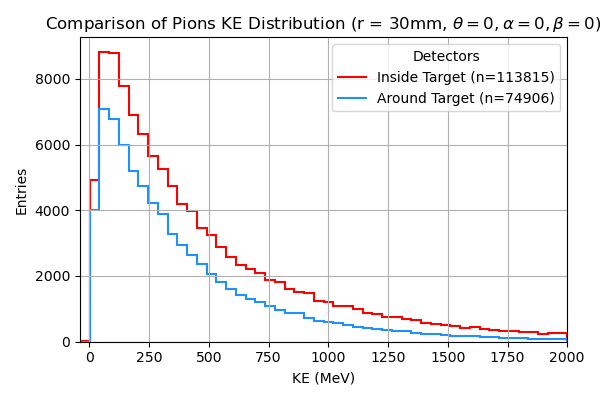 Comparison of Pions KE Distribution (r = 30mm, θ = 0, α = 0, β = 0)
Detectors
Inside Target (n=113815)
Around Target (n=74906)
Entries
8000
6000
4000
2000
0
0 250 500 750 1000 1250 1500 1750 2000
KE (MeV)